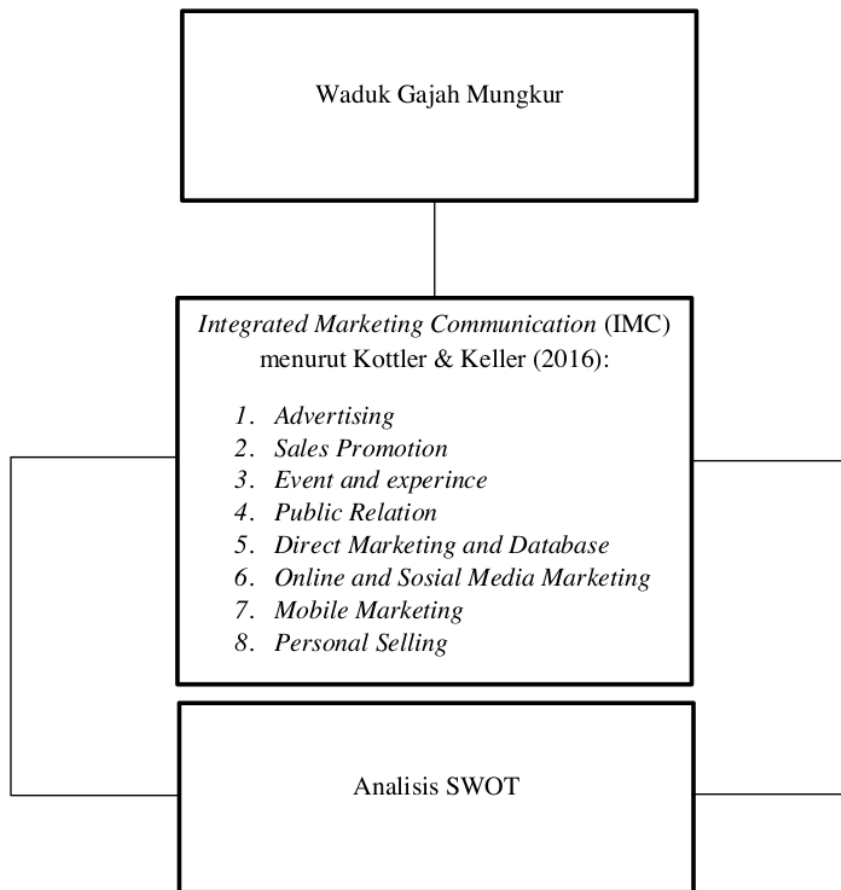 Waduk Gajah Mungkur
Integrated Marketing Communication (IMC)
menurut Kottler & Keller (2016):
1. Advertising
2. Sales Promotion
3. Event and experince
4. Public Relation
5. Direct Marketing and Database
6. Online and Sosial Media Marketing
7. Mobile Marketing
8. Personal Selling
Analisis SWOT